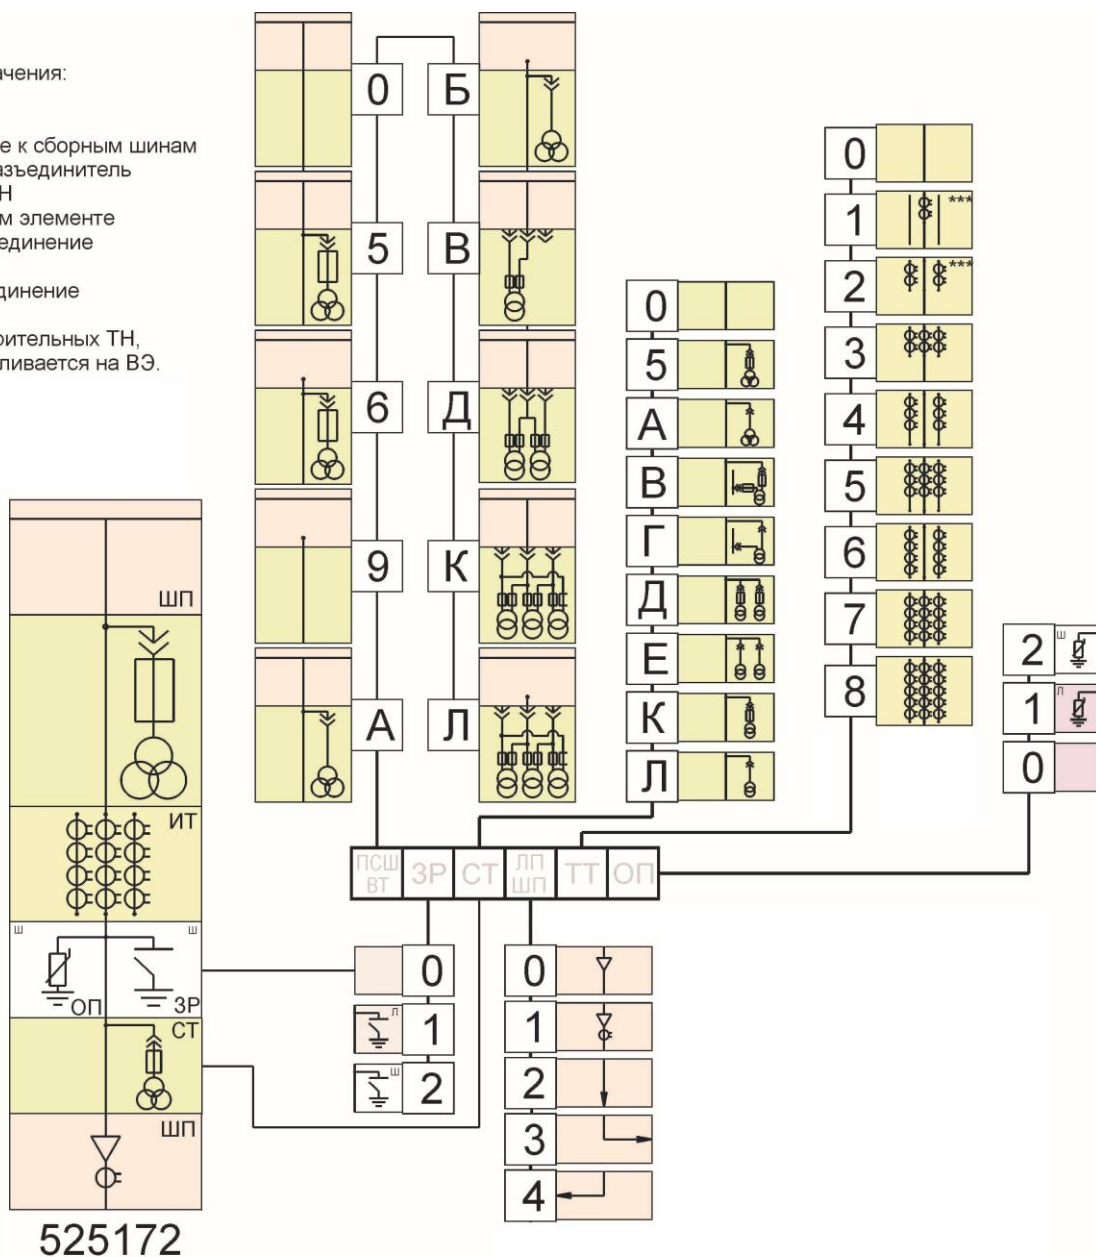 ачения:
е к сборным шинам
азъединитель
Н
м элементе
единение
динение
рительных ТН,
ливается на ВЭ.
0
Б
5
В
6
Д
9
К
А
Л
0
5
А
В
Г
Д
Е
К
Л
0
1 ***
2 ***
3
4
5
6
7
8
2 Ш
1 Л
0
ПСШ ВТ
ЗР
СТ
ЛП ШП
ТТ
ОП
0
1 Л
2 Ш
0
1
2
3
4
ШП
ИТ
Ш
Ш
ОП
ЗР
СТ
ШП
525172